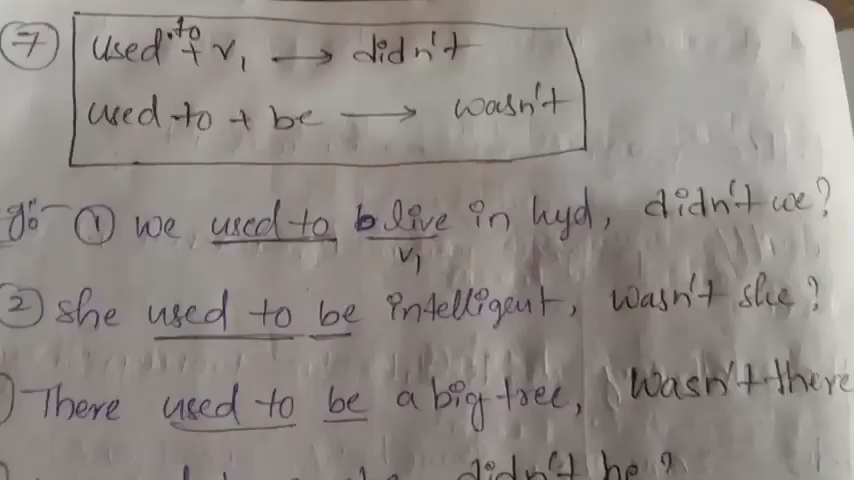 7 used to + V1 → didn't
used to + be → wasn't
eg:- 1 we used to live in hyd, didn't we?
V1
2 she used to be intelligent, wasn't she?
) There used to be a big tree, wasn't there
didn't he?